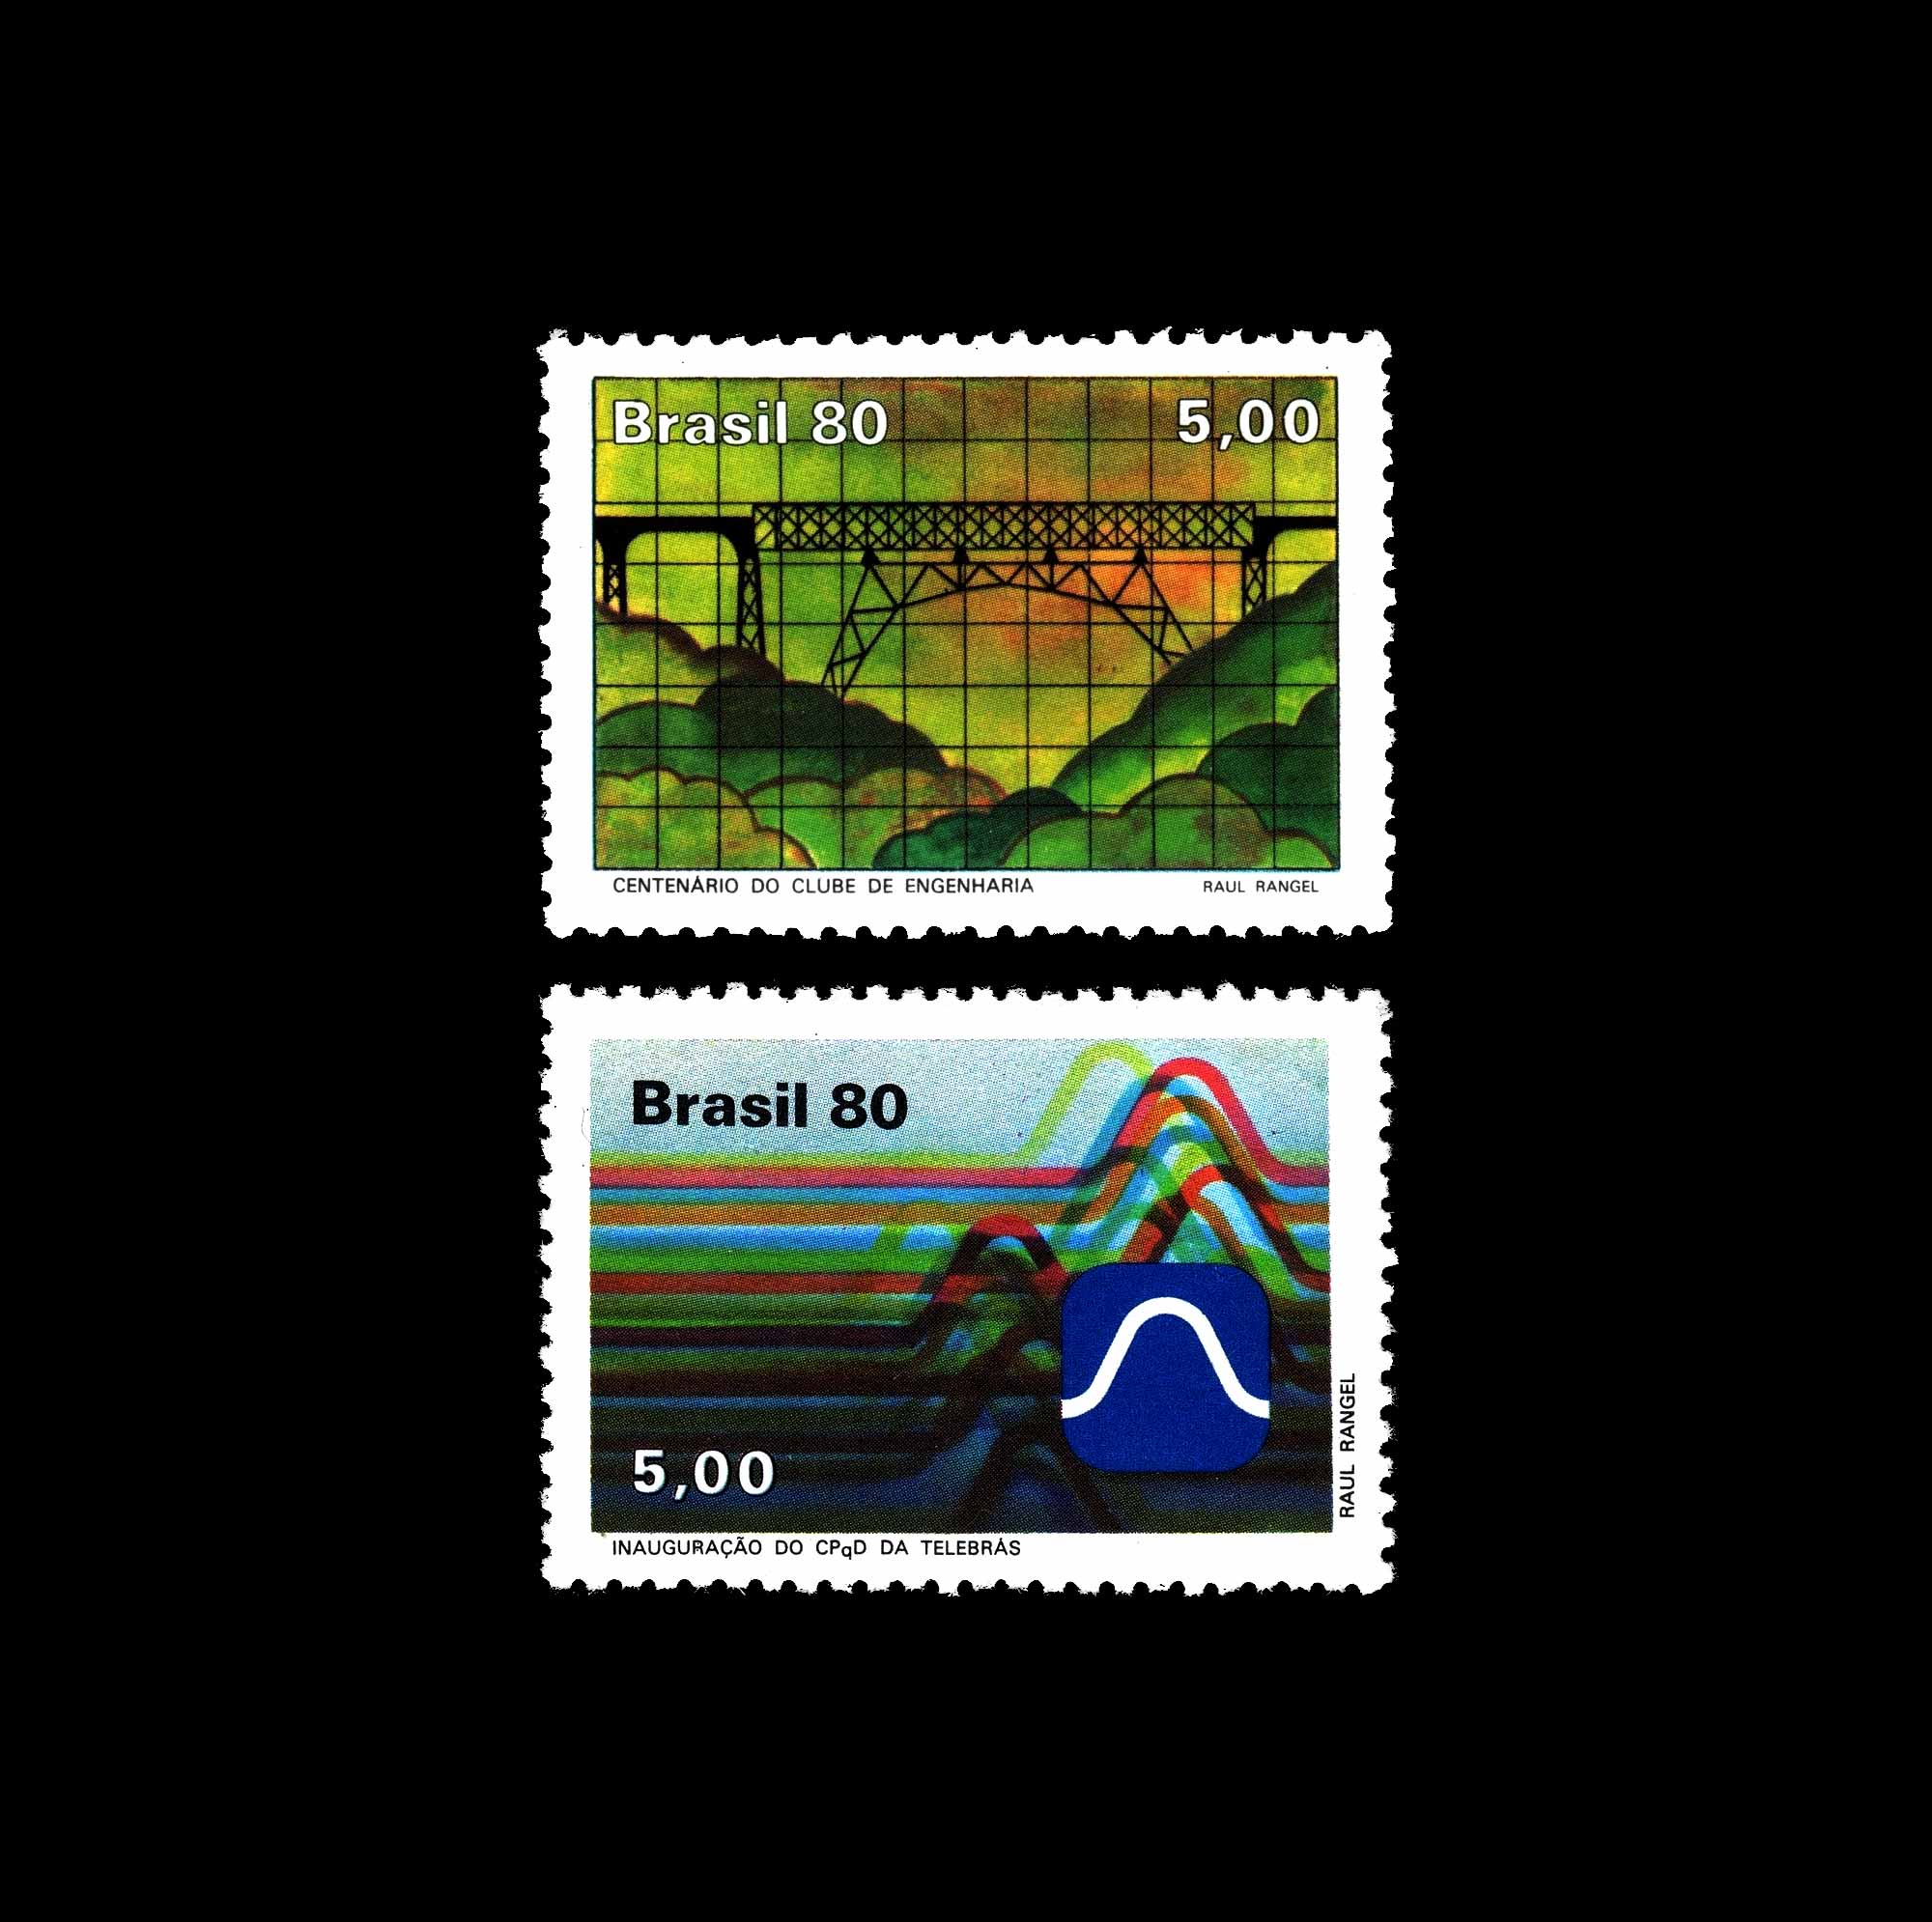 Brasil 80 5,00
CENTENÁRIO DO CLUBE DE ENGENHARIA RAUL RANGEL
Brasil 80
5,00
RAUL RANGEL
INAUGURAÇÃO DO CPqD DA TELEBRÁS